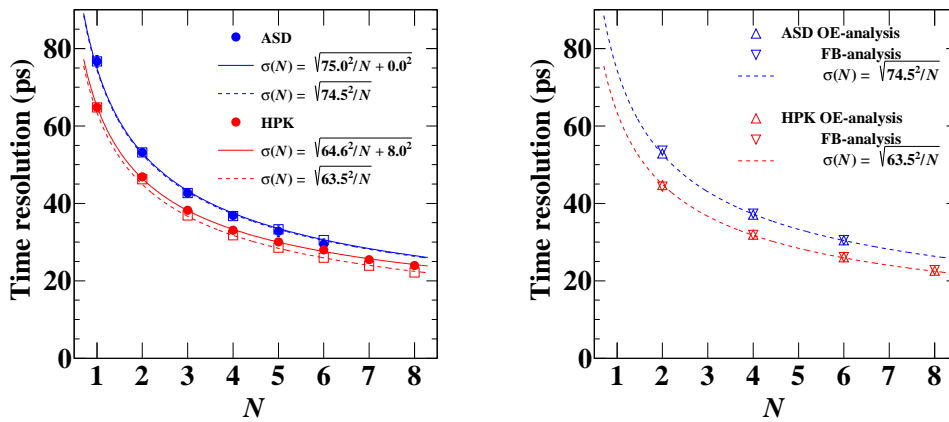 Time resolution (ps)
80
60
40
20
0
ASD
σ(N) = √75.0²/N + 0.0²
σ(N) = √74.5²/N
HPK
σ(N) = √64.6²/N + 8.0²
σ(N) = √63.5²/N
1 2 3 4 5 6 7 8
N
Time resolution (ps)
80
60
40
20
0
ASD OE-analysis
FB-analysis
σ(N) = √74.5²/N
HPK OE-analysis
FB-analysis
σ(N) = √63.5²/N
1 2 3 4 5 6 7 8
N